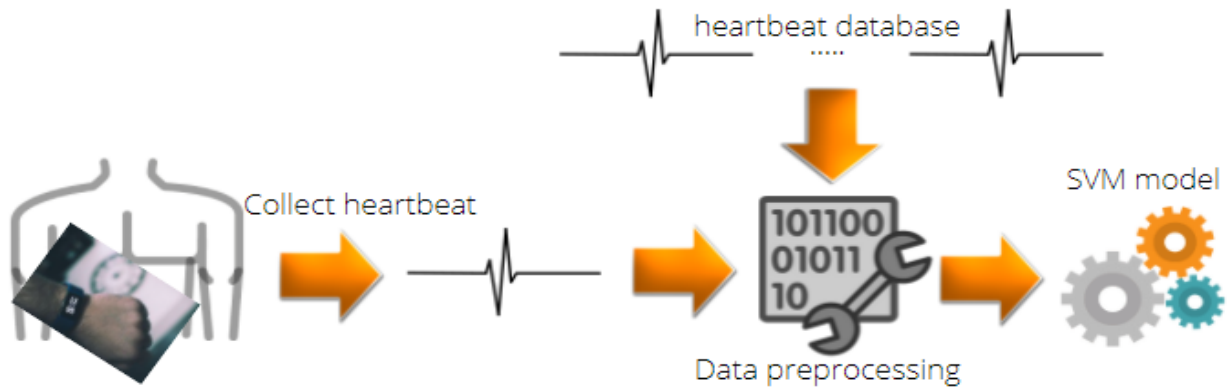 heartbeat database
.....
SVM model
Collect heartbeat
101100
01011
10
Data preprocessing